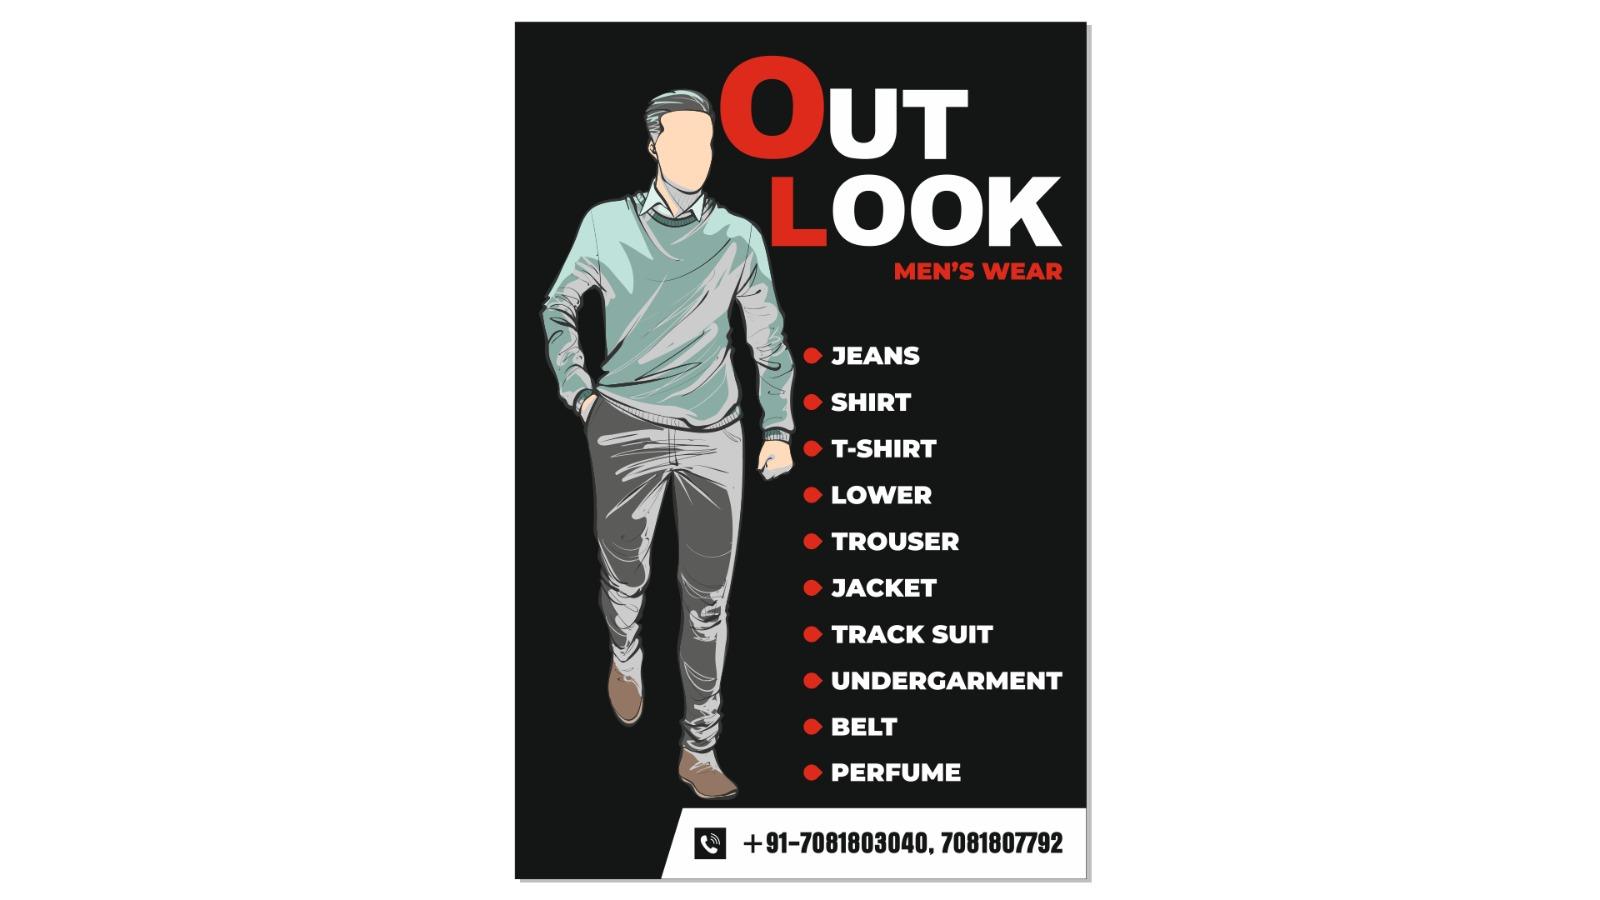 OUT
LOOK
MEN'S WEAR
JEANS
SHIRT
T-SHIRT
LOWER
TROUSER
JACKET
TRACK SUIT
UNDERGARMENT
BELT
PERFUME
+91-7081803040, 7081807792